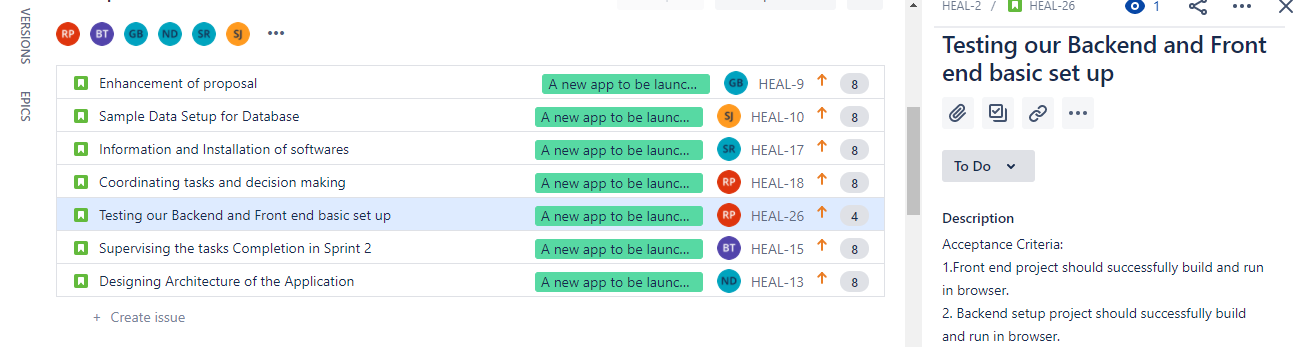 VERSIONS
EPICS
RP BT GB ND SR SJ
Enhancement of proposal A new app to be launc... GB HEAL-9 8
Sample Data Setup for Database A new app to be launc... SJ HEAL-10 8
Information and Installation of softwares A new app to be launc... SR HEAL-17 8
Coordinating tasks and decision making A new app to be launc... RP HEAL-18 8
Testing our Backend and Front end basic set up A new app to be launc... RP HEAL-26 4
Supervising the tasks Completion in Sprint 2 A new app to be launc... BT HEAL-15 8
Designing Architecture of the Application A new app to be launc... ND HEAL-13 8
+ Create issue
HEAL-2 / HEAL-26 1
Testing our Backend and Front
end basic set up
To Do
Description
Acceptance Criteria:
1.Front end project should successfully build and run
in browser.
2. Backend setup project should successfully build
and run in browser.